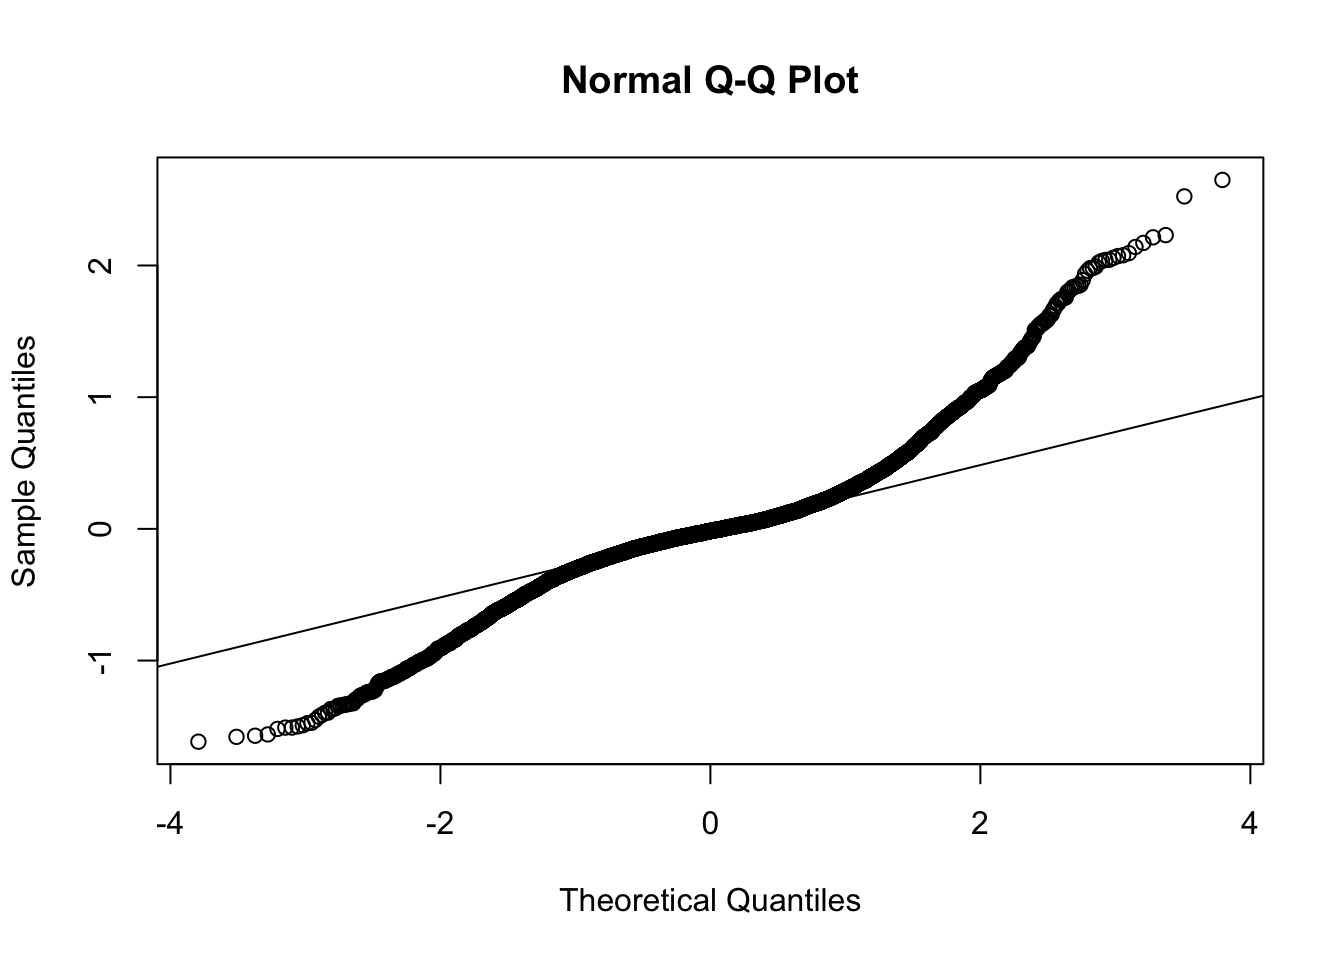 Normal Q-Q Plot
2
1
0
-1
Sample Quantiles
-4 -2 0 2 4
Theoretical Quantiles